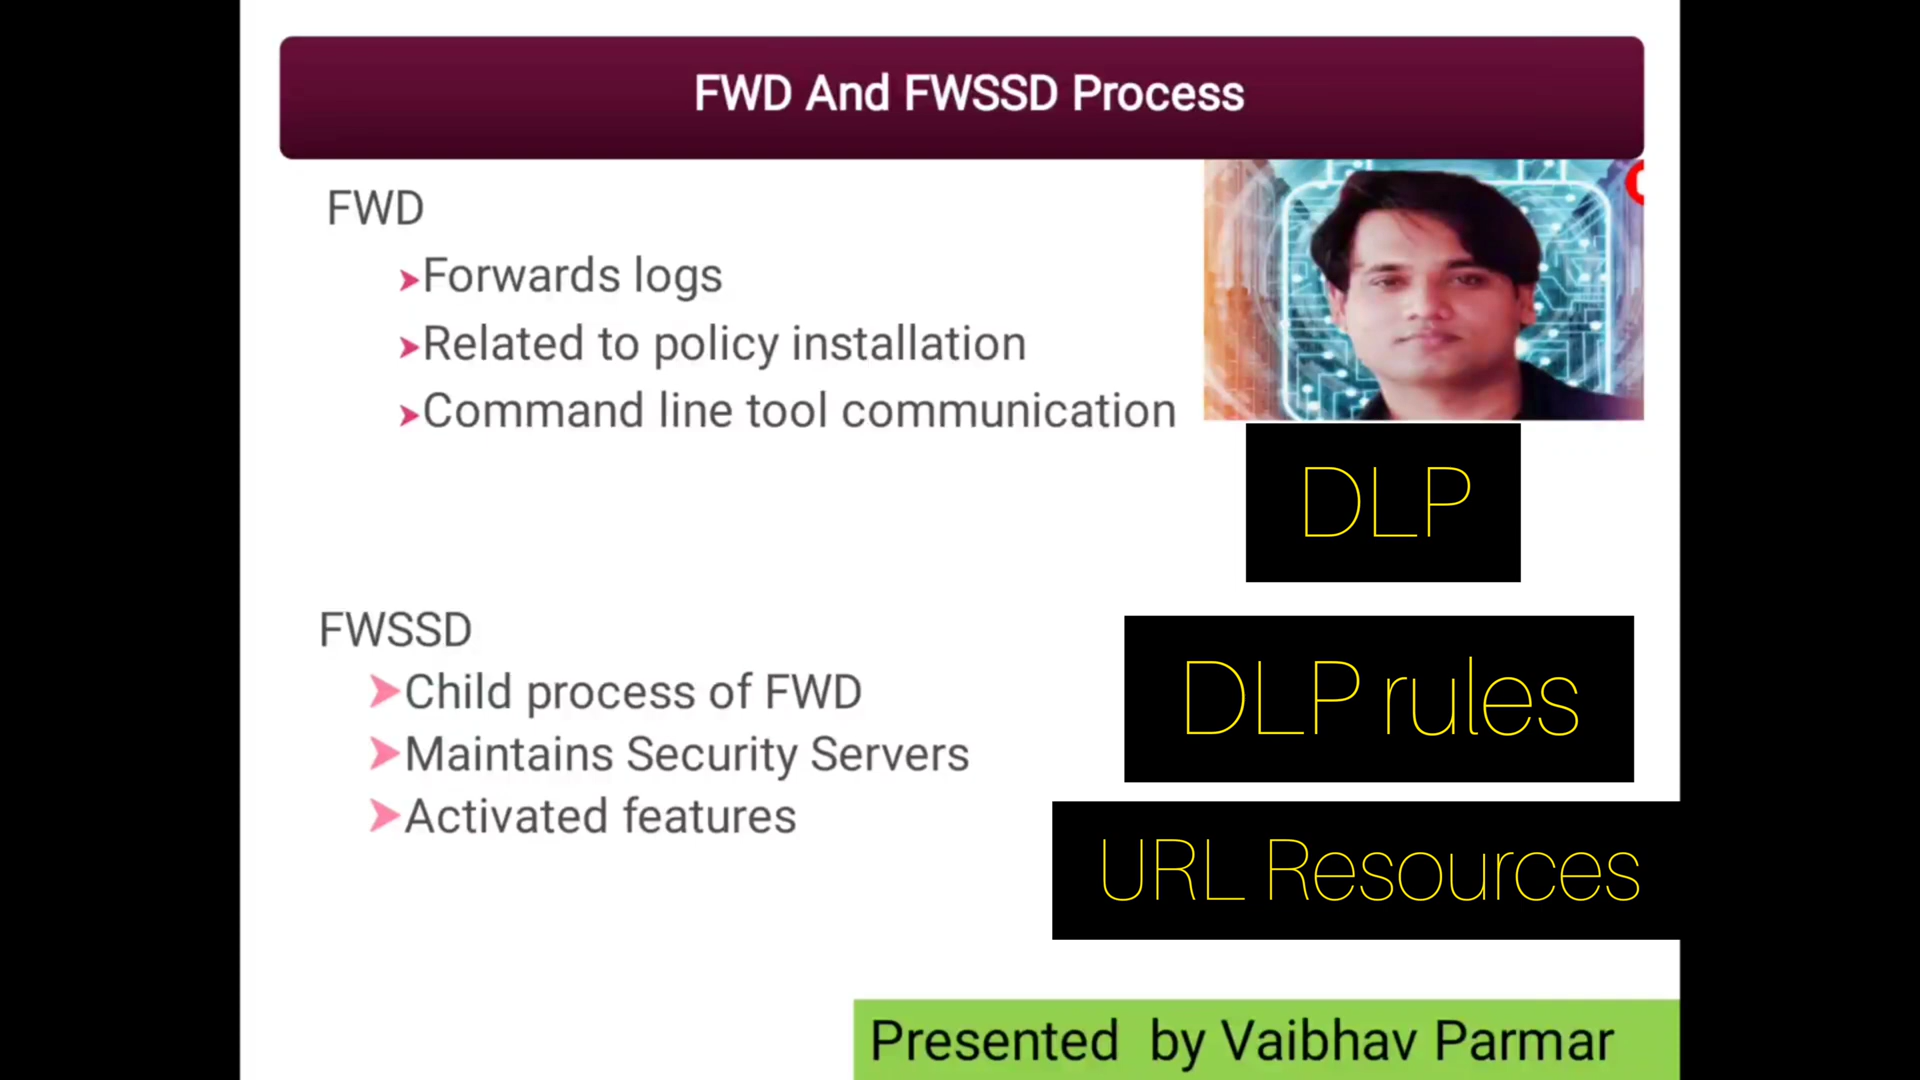 FWD And FWSSD Process
FWD
Forwards logs
Related to policy installation
Command line tool communication
DLP
FWSSD
Child process of FWD
Maintains Security Servers
Activated features
DLP rules
URL Resources
Presented by Vaibhav Parmar